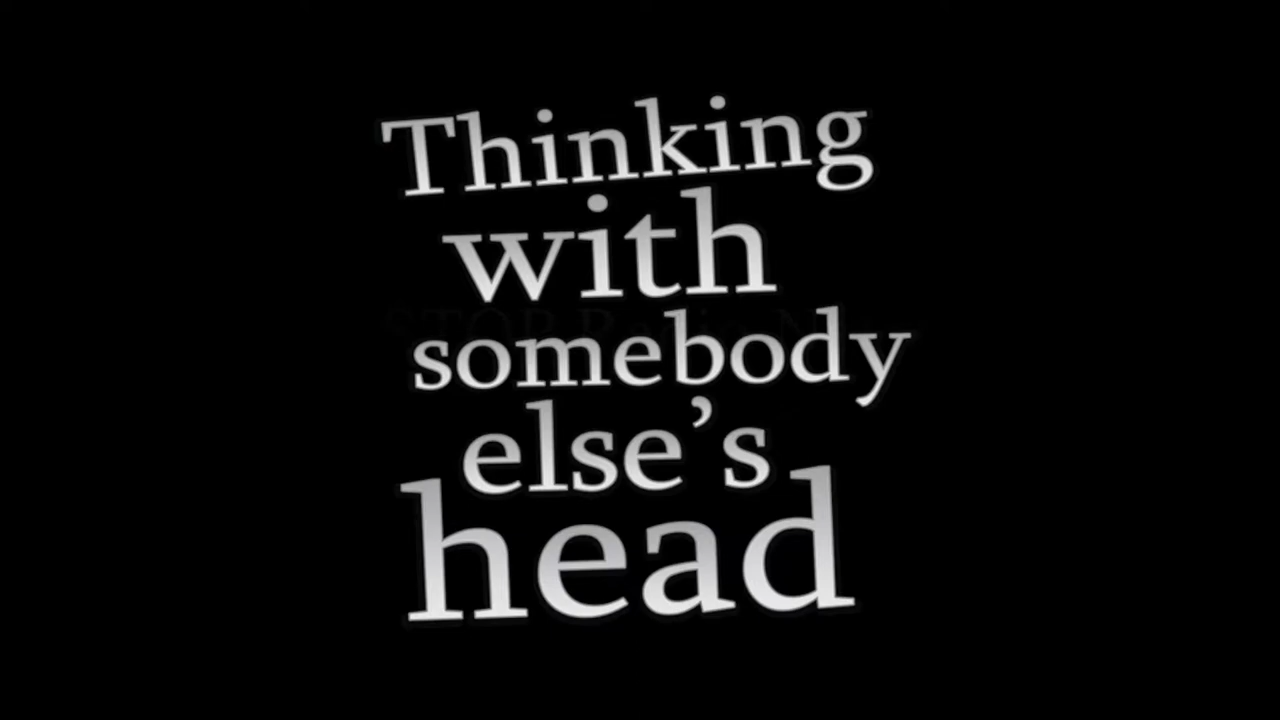 Thinking
with
somebody
else’s
head